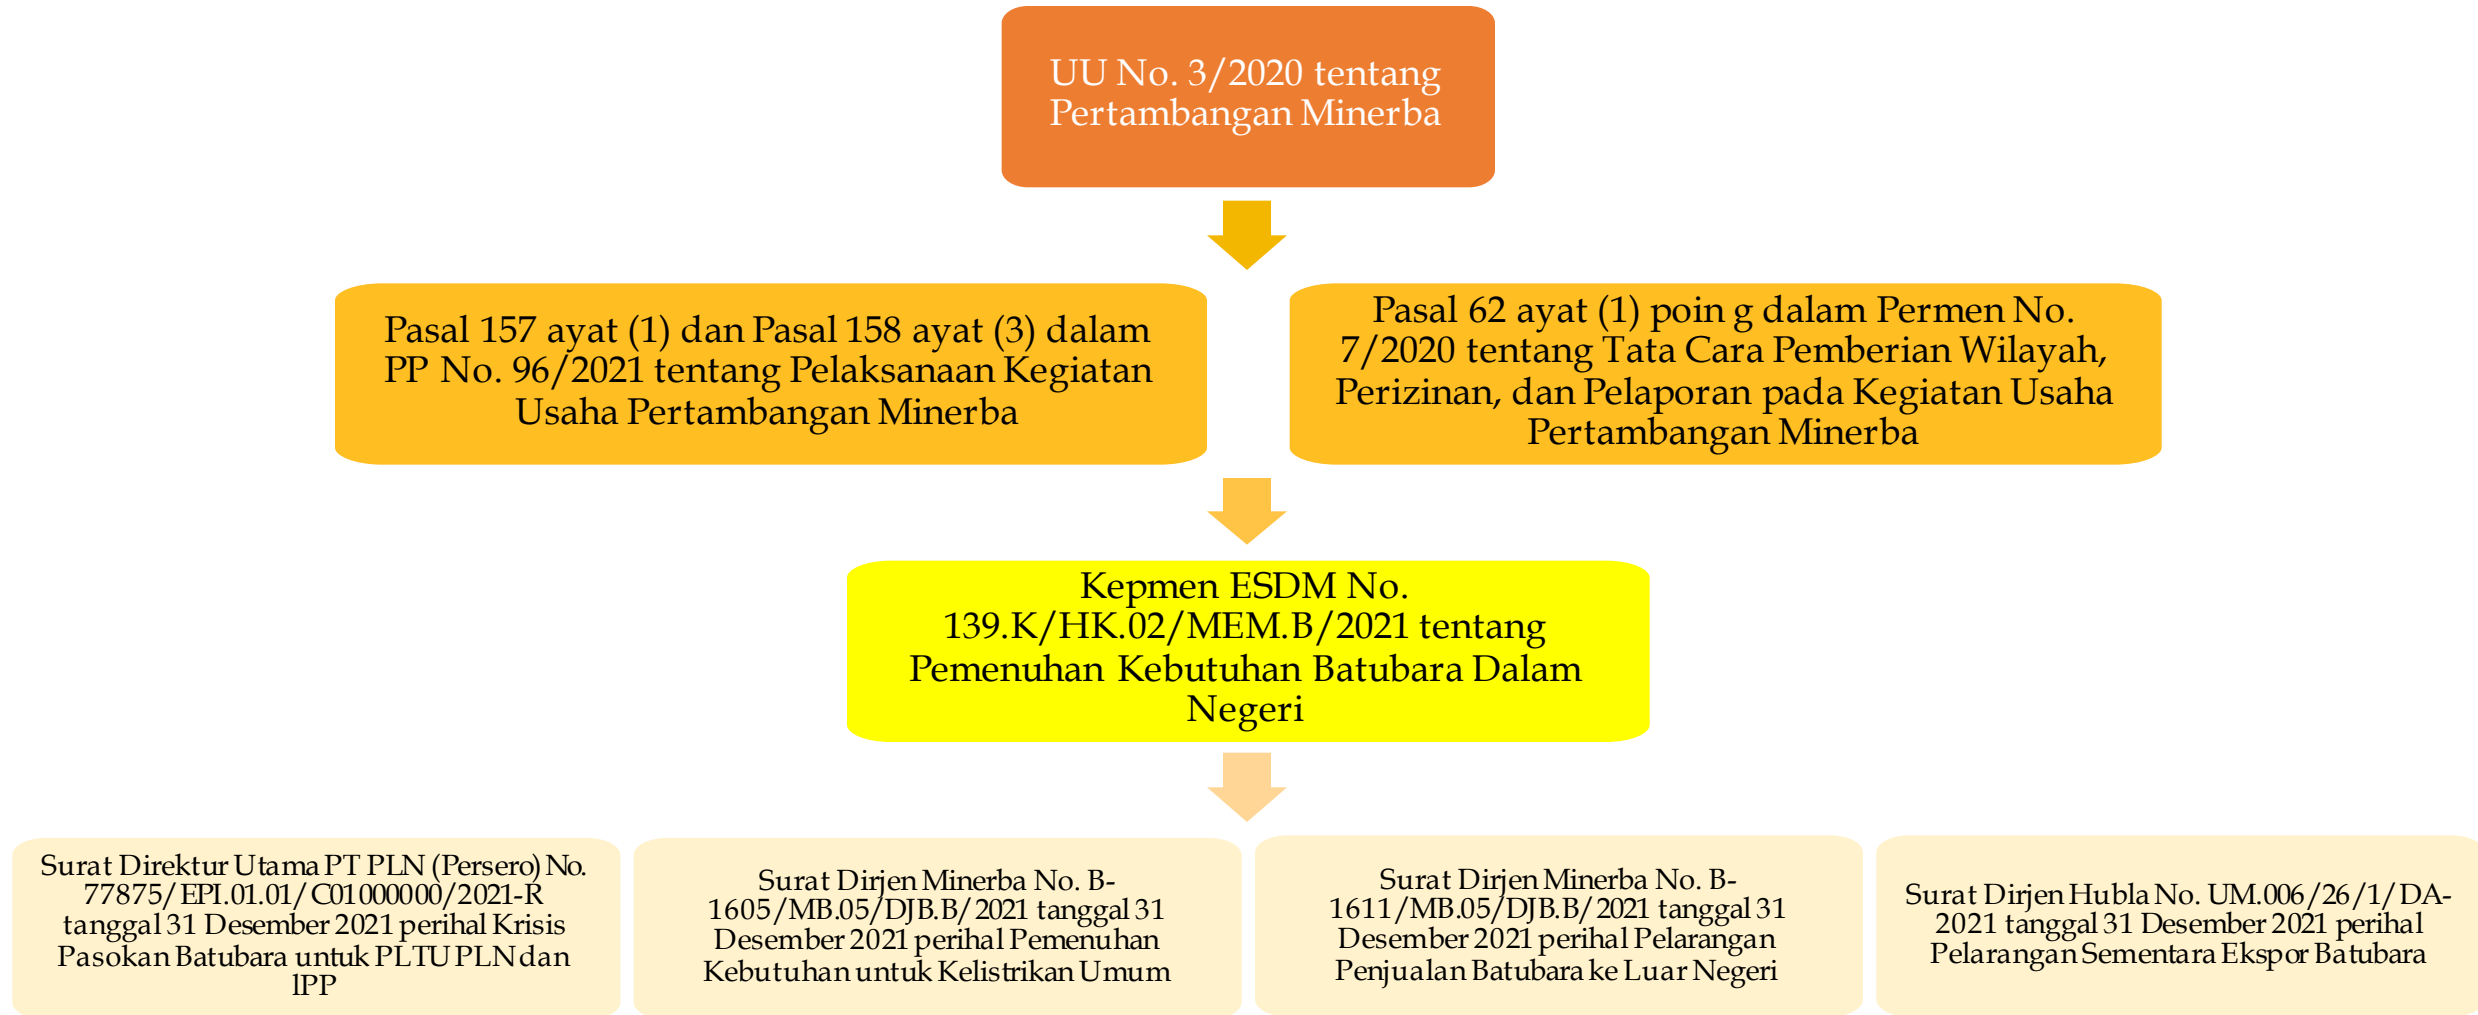 UU No. 3/2020 tentang
Pertambangan Minerba
Pasal 157 ayat (1) dan Pasal 158 ayat (3) dalam
PP No. 96/2021 tentang Pelaksanaan Kegiatan
Usaha Pertambangan Minerba
Pasal 62 ayat (1) poin g dalam Permen No.
7/2020 tentang Tata Cara Pemberian Wilayah,
Perizinan, dan Pelaporan pada Kegiatan Usaha
Pertambangan Minerba
Kepmen ESDM No.
139.K/HK.02/MEM.B/2021 tentang
Pemenuhan Kebutuhan Batubara Dalam
Negeri
Surat Direktur Utama PT PLN (Persero) No.
77875/EPI.01.01/C01000000/2021-R
tanggal 31 Desember 2021 perihal Krisis
Pasokan Batubara untuk PLTU PLN dan
lPP
Surat Dirjen Minerba No. B-
1605/MB.05/DJB.B/2021 tanggal 31
Desember 2021 perihal Pemenuhan
Kebutuhan untuk Kelistrikan Umum
Surat Dirjen Minerba No. B-
1611/MB.05/DJB.B/2021 tanggal 31
Desember 2021 perihal Pelarangan
Penjualan Batubara ke Luar Negeri
Surat Dirjen Hubla No. UM.006/26/1/DA-
2021 tanggal 31 Desember 2021 perihal
Pelarangan Sementara Ekspor Batubara